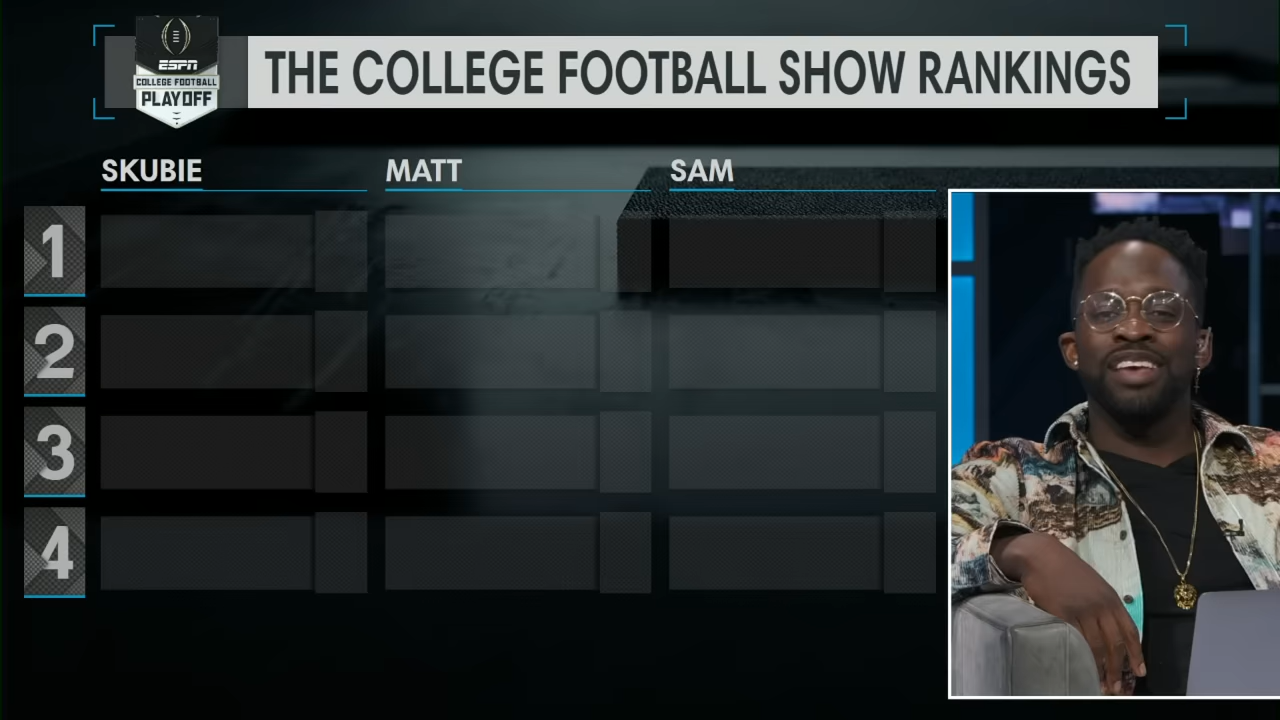 ESPN
COLLEGE FOOTBALL
PLAYOFF
THE COLLEGE FOOTBALL SHOW RANKINGS
SKUBIE MATT SAM
1
2
3
4